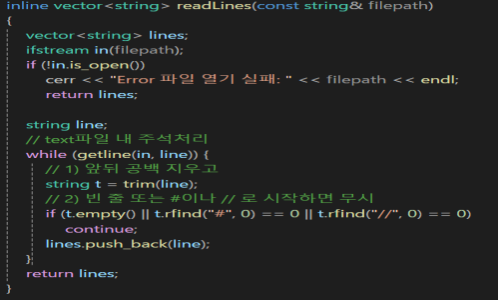 inline vector<string> readLines(const string& filepath)
{
vector<string> lines;
ifstream in(filepath);
if (!in.is_open())
cerr << "Error 파일 열기 실패: " << filepath << endl;
return lines;
string line;
// text파일 내 주석처리
while (getline(in, line)) {
// 1) 앞뒤 공백 지우고
string t = trim(line);
// 2) 빈 줄 또는 #이나 // 로 시작하면 무시
if (t.empty() || t.rfind("#", 0) == 0 || t.rfind("//", 0) == 0)
continue;
lines.push_back(line);
}
return lines;
}